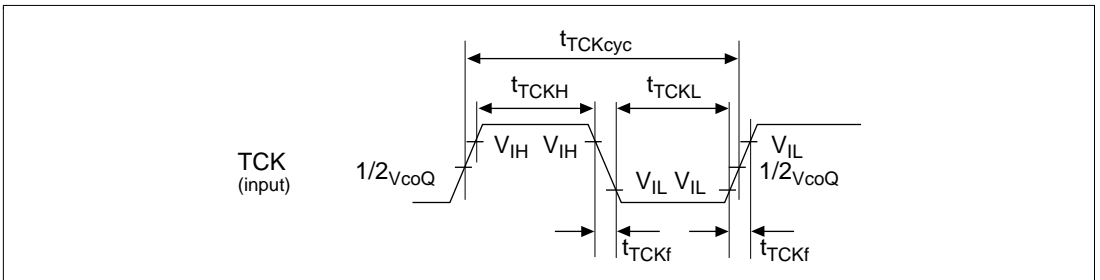 tTCKcyc
tTCKH
tTCKL
VIH VIH
VIL
TCK
(input)
1/2VcoQ
VIL VIL
1/2VcoQ
tTCKf
tTCKf